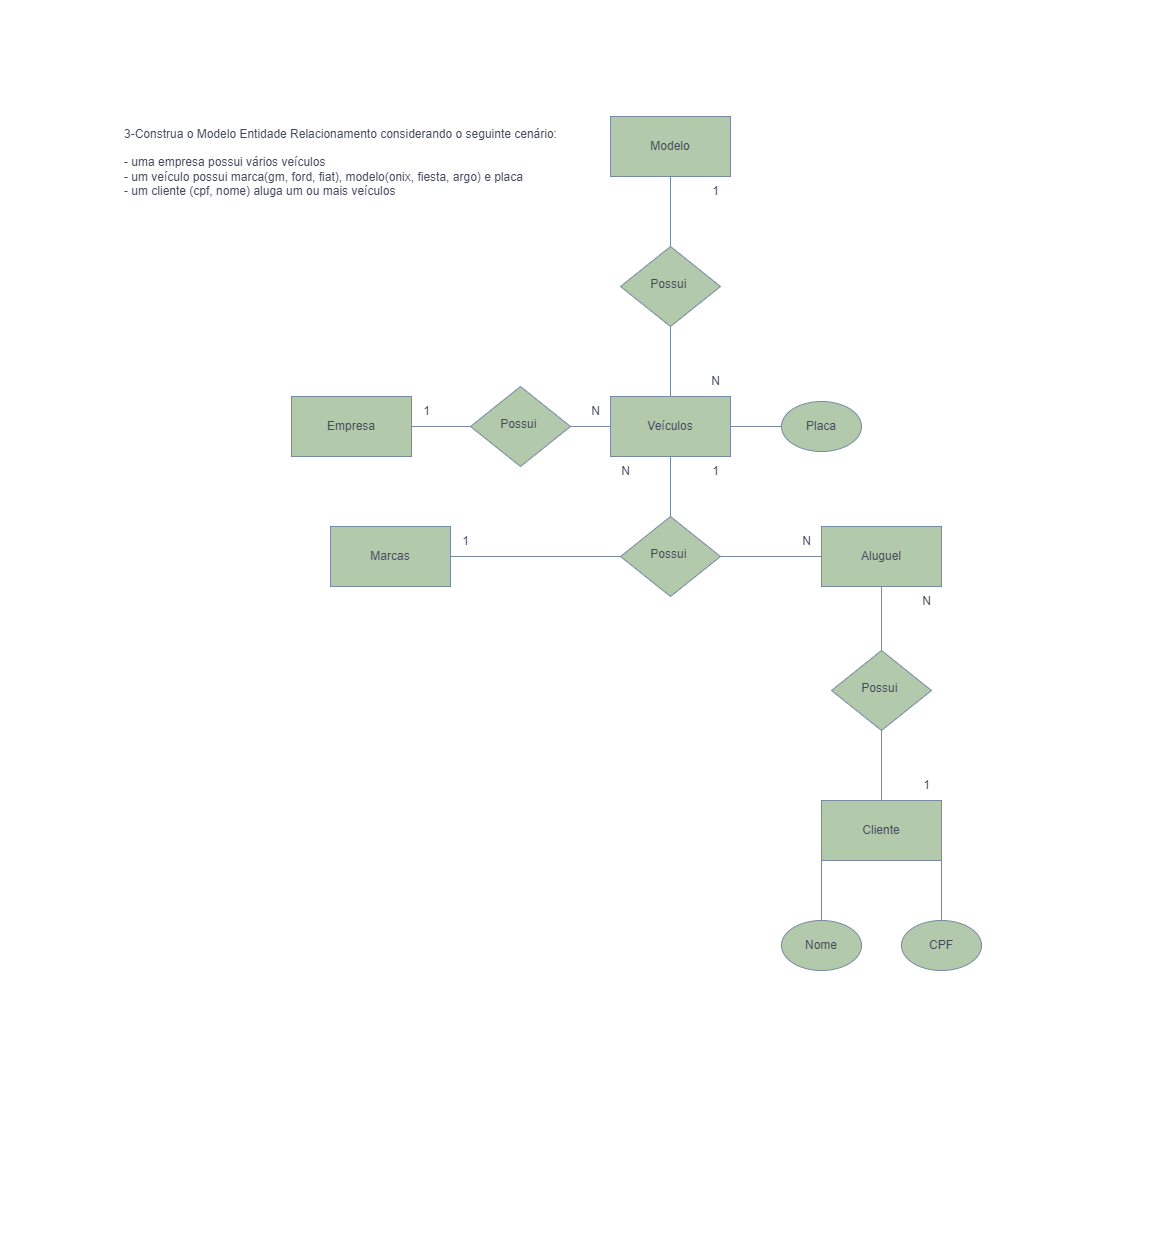 3-Construa o Modelo Entidade Relacionamento considerando o seguinte cenário:
- uma empresa possui vários veículos
- um veículo possui marca(gm, ford, fiat), modelo(onix, fiesta, argo) e placa
- um cliente (cpf, nome) aluga um ou mais veículos
Modelo
1
Possui
N
Empresa
1
Possui
N
Veículos
Placa
N
1
Marcas
1
Possui
N
Aluguel
N
Possui
1
Cliente
Nome
CPF